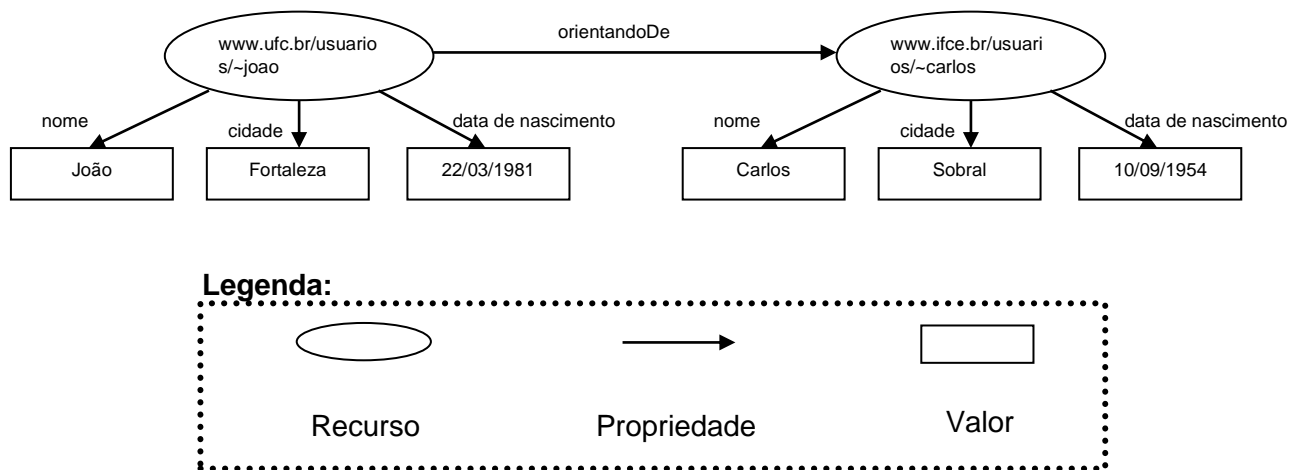 www.ufc.br/usuario
s/~joao
orientandoDe
www.ifce.br/usuari
os/~carlos
nome
cidade
data de nascimento
nome
cidade
data de nascimento
João
Fortaleza
22/03/1981
Carlos
Sobral
10/09/1954
Legenda:
Recurso
Propriedade
Valor